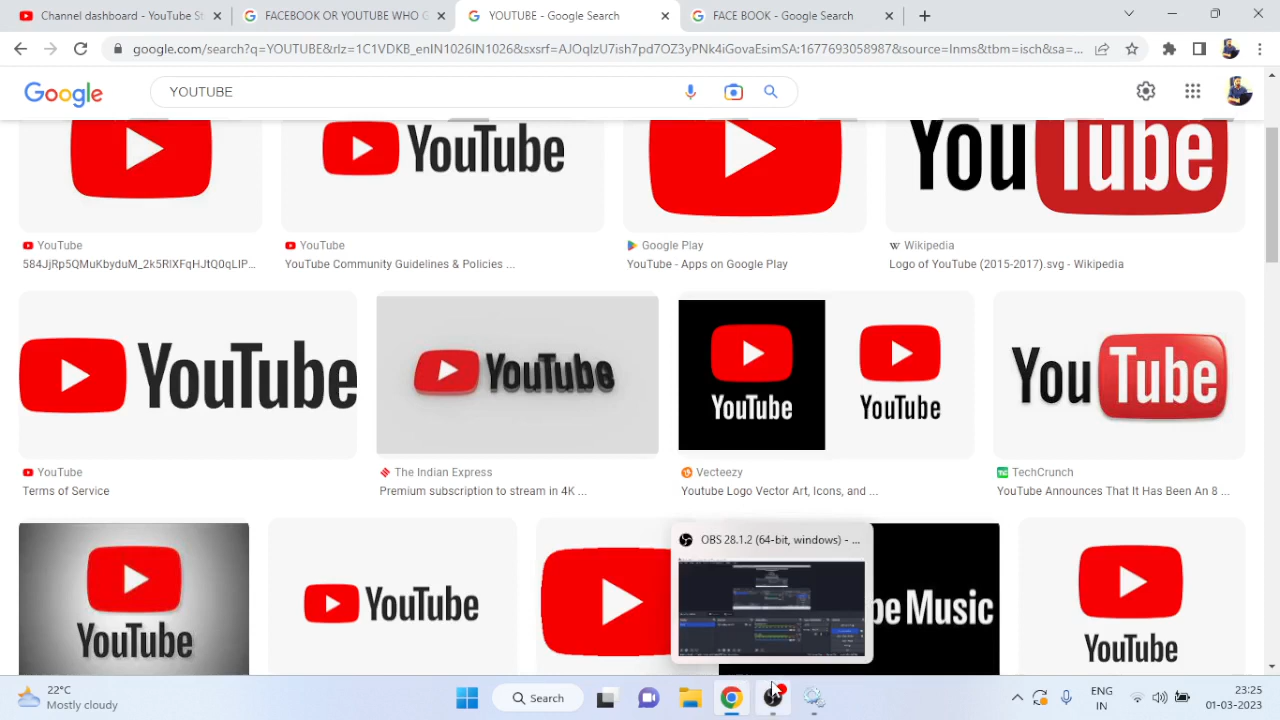 Channel dashboard - YouTube St
FACEBOOK OR YOUTUBE WHO G
YOUTUBE - Google Search
FACE BOOK - Google Search
google.com/search?q=YOUTUBE&rlz=1C1VDKB_enIN1026IN1026&sxsrf=AJOqlzU7ish7pd7OZ3yPNk4iGovaEsimSA:1677693058987&source=lnms&tbm=isch&sa=...
Google
YOUTUBE
YouTube
YouTube
YouTube
584JjRp5QMuKbyduM_2k5RlXFqHJtQ0qLIP...
YouTube
YouTube Community Guidelines & Policies ...
Google Play
YouTube - Apps on Google Play
Wikipedia
Logo of YouTube (2015-2017).svg - Wikipedia
YouTube
YouTube
YouTube
YouTube
YouTube
YouTube
Terms of Service
The Indian Express
Premium subscription to stream in 4K ...
Vecteezy
Youtube Logo Vector Art, Icons, and ...
TechCrunch
YouTube Announces That It Has Been An 8 ...
OBS 28.1.2 (64-bit, windows) - ...
YouTube
YouTube
be Music
YouTube
22°C
Mostly cloudy
Search
ENG
IN
23:25
01-03-2023